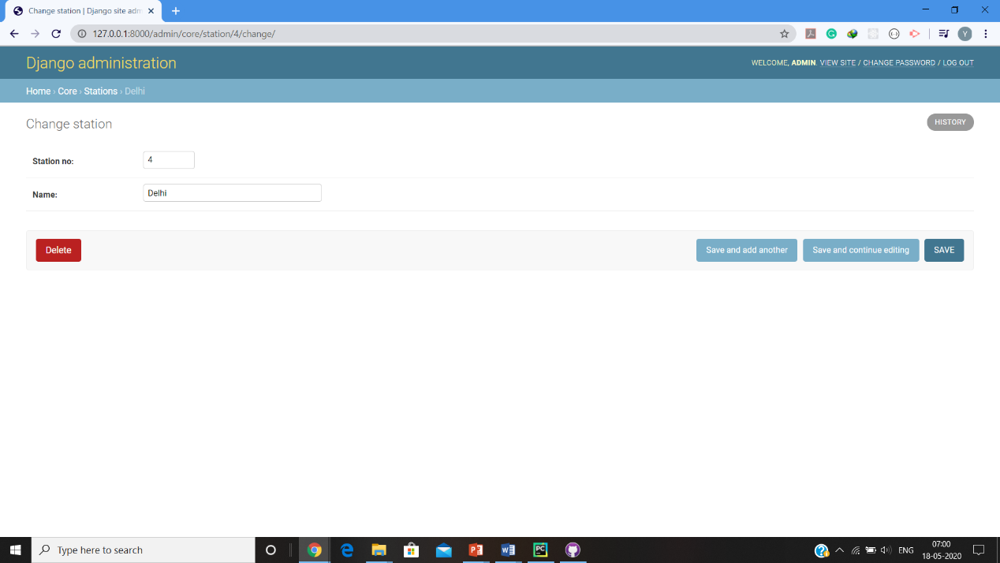 Change station | Django site adm
127.0.0.1:8000/admin/core/station/4/change/
Y
Django administration
WELCOME, ADMIN. VIEW SITE / CHANGE PASSWORD / LOG OUT
Home › Core › Stations › Delhi
Change station
HISTORY
Station no: 4
Name: Delhi
Delete
Save and add another
Save and continue editing
SAVE
Type here to search
ENG
07:00
18-05-2020